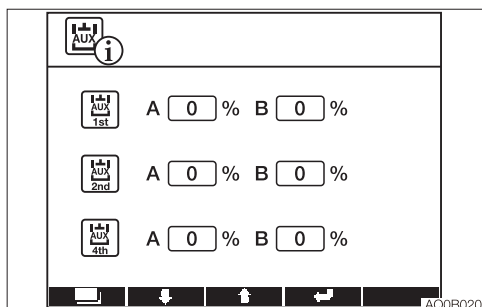 AUX
i
AUX 1st A 0 % B 0 %
AUX 2nd A 0 % B 0 %
AUX 4th A 0 % B 0 %
AO0B020